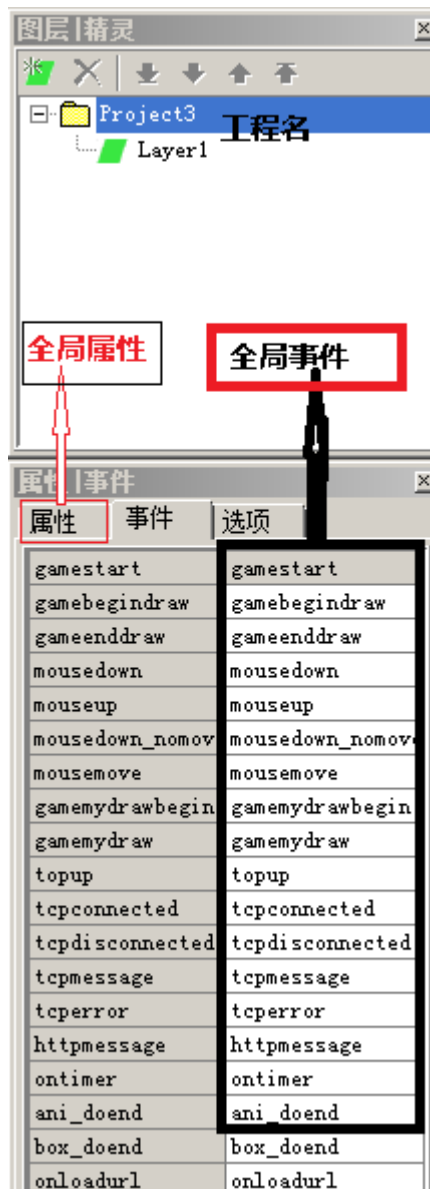 图层|精灵
Project3
工程名
Layer1
全局属性
全局事件
属性|事件
属性 事件 选项
gamestart gamestart
gamebegindraw gamebegindraw
gameenddraw gameenddraw
mousedown mousedown
mouseup mouseup
mousedown_nomov mousedown_nomov
mousemove mousemove
gamemydrawbegin gamemydrawbegin
gamemydraw gamemydraw
topup topup
tcpconnected tcpconnected
tcpdisconnected tcpdisconnected
tcpmessage tcpmessage
tcperror tcperror
httpmessage httpmessage
ontimer ontimer
ani_doend ani_doend
box_doend box_doend
onloadurl onloadurl